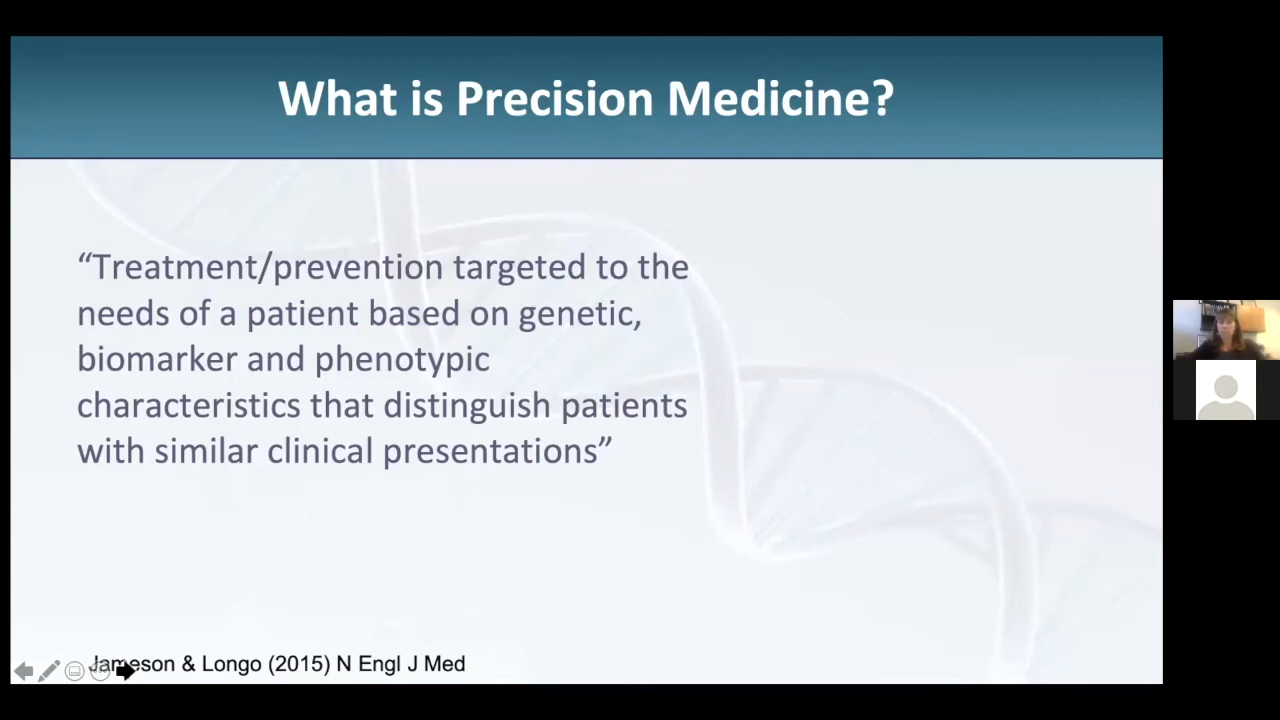 What is Precision Medicine?
“Treatment/prevention targeted to the
needs of a patient based on genetic,
biomarker and phenotypic
characteristics that distinguish patients
with similar clinical presentations”
Jameson & Longo (2015) N Engl J Med